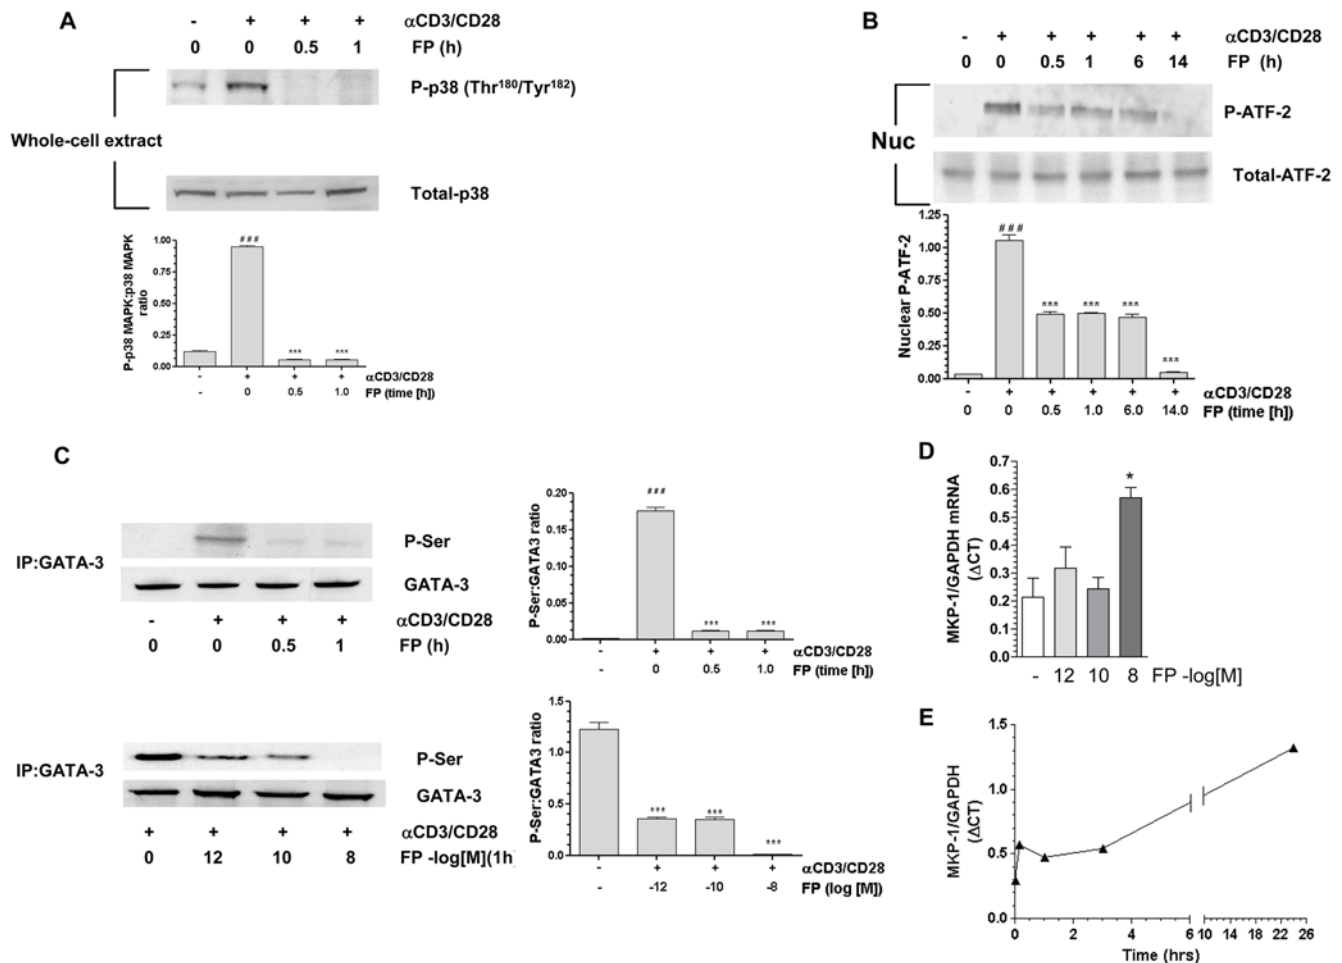 A
- + + + αCD3/CD28
0 0 0.5 1 FP (h)
P-p38 (Thr180/Tyr182)
Whole-cell extract
Total-p38
P-p38 MAPK:p38 MAPK
ratio
1.00
0.75
0.50
0.25
0.00
###
*** ***
- + + + αCD3/CD28
- 0 0.5 1.0 FP (time [h])
B
- + + + + + αCD3/CD28
0 0 0.5 1 6 14 FP (h)
Nuc
P-ATF-2
Total-ATF-2
Nuclear P-ATF-2
1.25
1.00
0.75
0.50
0.25
0.00
###
*** *** *** ***
- + + + + + αCD3/CD28
0 0 0.5 1.0 6.0 14.0 FP (time [h])
C
IP:GATA-3
P-Ser
GATA-3
- + + + αCD3/CD28
0 0 0.5 1 FP (h)
P-Ser:GATA3 ratio
0.20
0.15
0.10
0.05
0.00
###
*** ***
- + + + αCD3/CD28
- 0 0.5 1.0 FP (time [h])
IP:GATA-3
P-Ser
GATA-3
+ + + + αCD3/CD28
0 12 10 8 FP -log[M](1h
P-Ser:GATA3 ratio
1.5
1.0
0.5
0.0
*** *** ***
- + + + αCD3/CD28
- -12 -10 -8 FP (log [M])
D
MKP-1/GAPDH mRNA
(ΔCT)
0.7
0.6
0.5
0.4
0.3
0.2
0.1
0.0
*
- 12 10 8 FP -log[M]
E
MKP-1/GAPDH
(ΔCT)
1.5
1.0
0.5
0.0
0 2 4 6 10 14 18 22 26
Time (hrs)